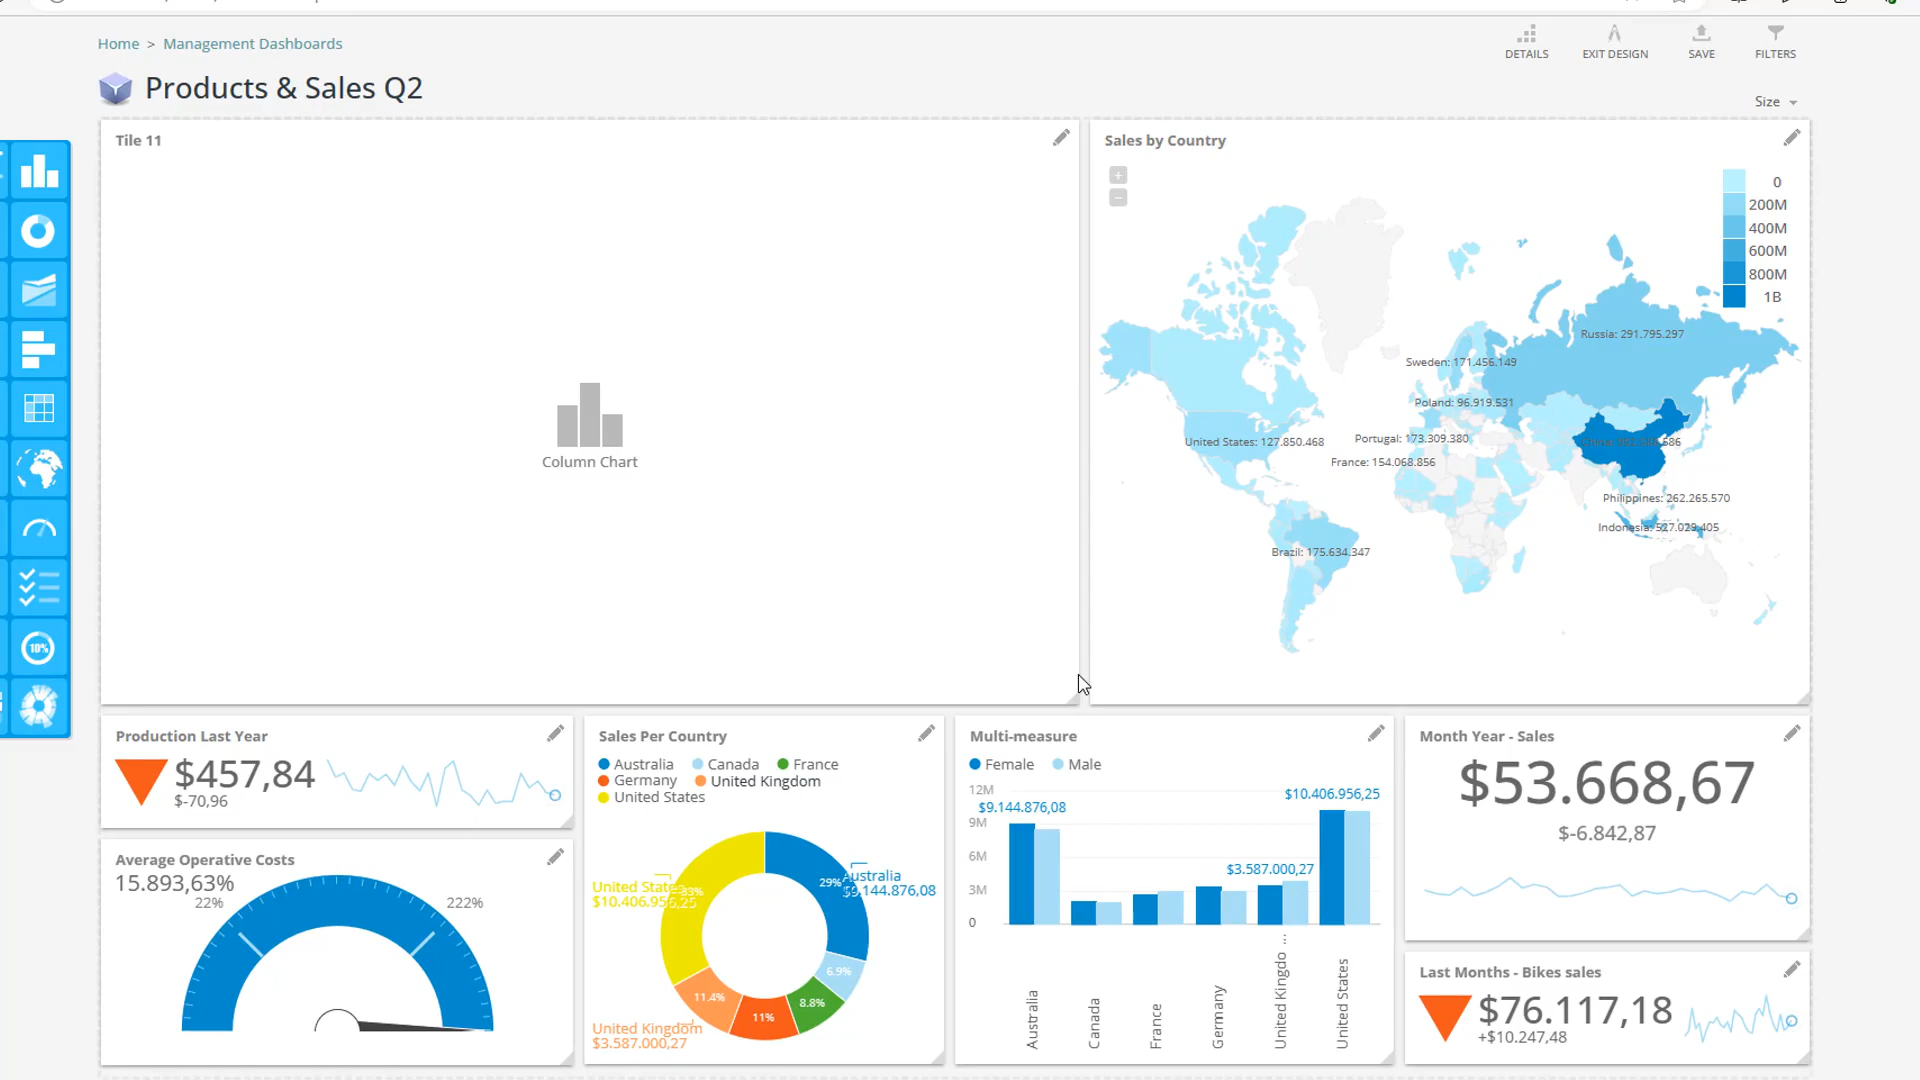 Home > Management Dashboards
DETAILS
EXIT DESIGN
SAVE
FILTERS
Products & Sales Q2
Size
Tile 11
Column Chart
Sales by Country
+
−
0
200M
400M
600M
800M
1B
Russia: 291.795.297
Sweden: 171.456.149
Poland: 96.919.531
United States: 127.850.468
Portugal: 173.309.380
France: 154.068.856
Philippines: 262.265.570
Indonesia: 527.029.405
Brazil: 175.634.347
10%
Production Last Year
$457,84
$-70,96
Average Operative Costs
15.893,63%
22%
222%
Sales Per Country
Australia Canada France
Germany United Kingdom
United States
Australia
$9.144.876,08
29%
United States
$10.406.956,25
33%
6.9%
8.8%
11%
11.4%
United Kingdom
$3.587.000,27
Multi-measure
Female Male
12M
9M
6M
3M
0
$9.144.876,08
$3.587.000,27
$10.406.956,25
Australia
Canada
France
Germany
United Kingdo ...
United States
Month Year - Sales
$53.668,67
$-6.842,87
Last Months - Bikes sales
$76.117,18
+$10.247,48